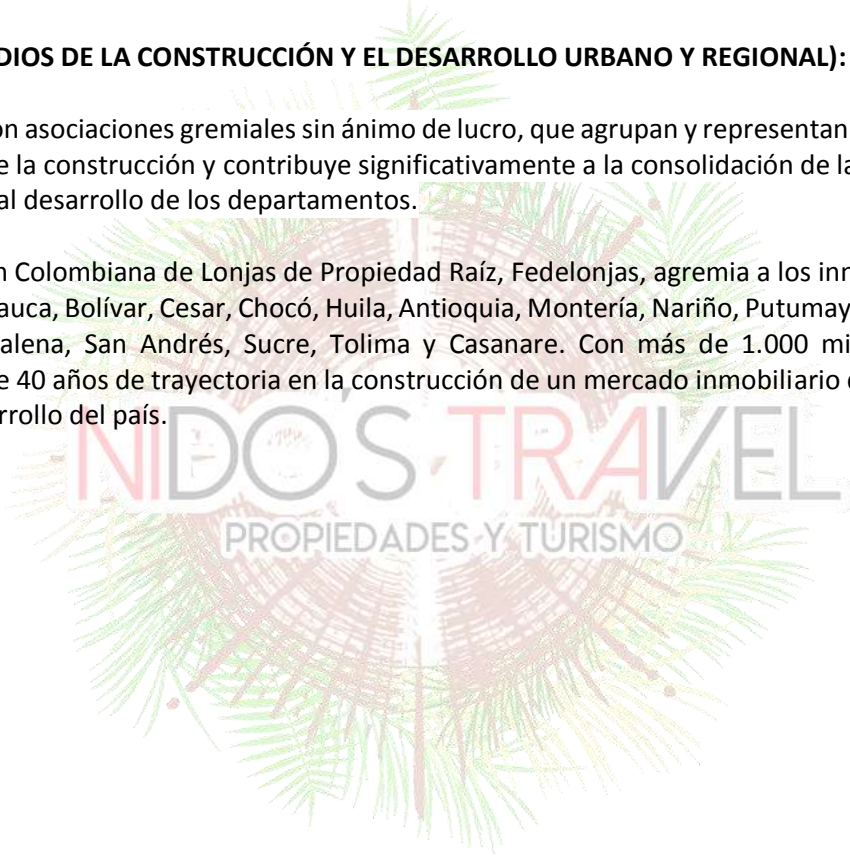 DIOS DE LA CONSTRUCCIÓN Y EL DESARROLLO URBANO Y REGIONAL):
on asociaciones gremiales sin ánimo de lucro, que agrupan y representan
e la construcción y contribuye significativamente a la consolidación de la
al desarrollo de los departamentos.
n Colombiana de Lonjas de Propiedad Raíz, Fedelonjas, agremia a los inm
auca, Bolívar, Cesar, Chocó, Huila, Antioquia, Montería, Nariño, Putumay
alena, San Andrés, Sucre, Tolima y Casanare. Con más de 1.000 mi
e 40 años de trayectoria en la construcción de un mercado inmobiliario
rrollo del país.
NIDO'S TRAVEL
PROPIEDADES Y TURISMO